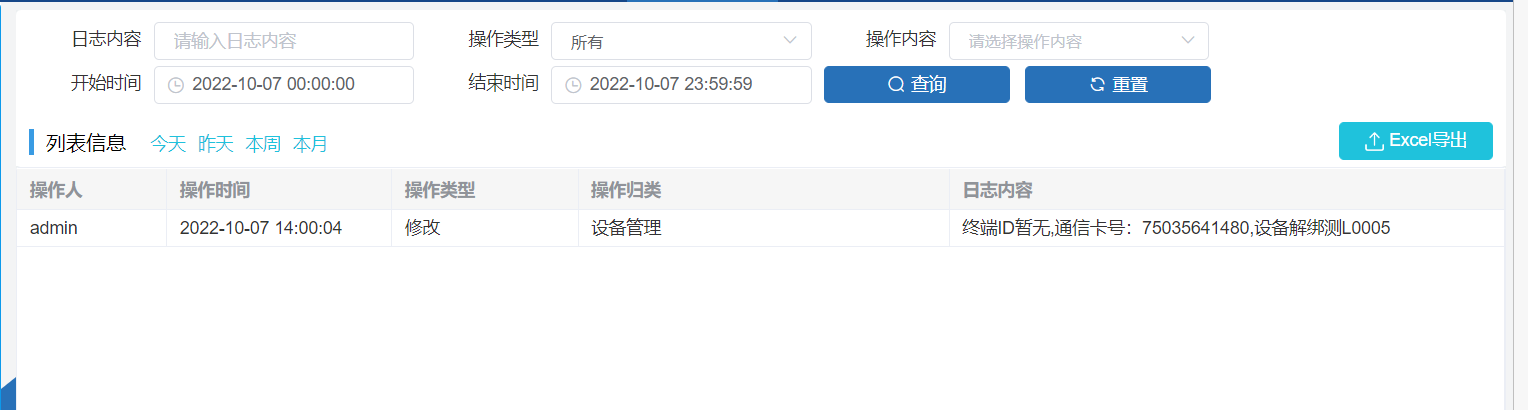 日志内容 请输入日志内容 操作类型 所有 操作内容 请选择操作内容
开始时间 2022-10-07 00:00:00 结束时间 2022-10-07 23:59:59 查询 重置
列表信息 今天 昨天 本周 本月 Excel导出
操作人 操作时间 操作类型 操作归类 日志内容
admin 2022-10-07 14:00:04 修改 设备管理 终端ID暂无,通信卡号：75035641480,设备解绑测L0005